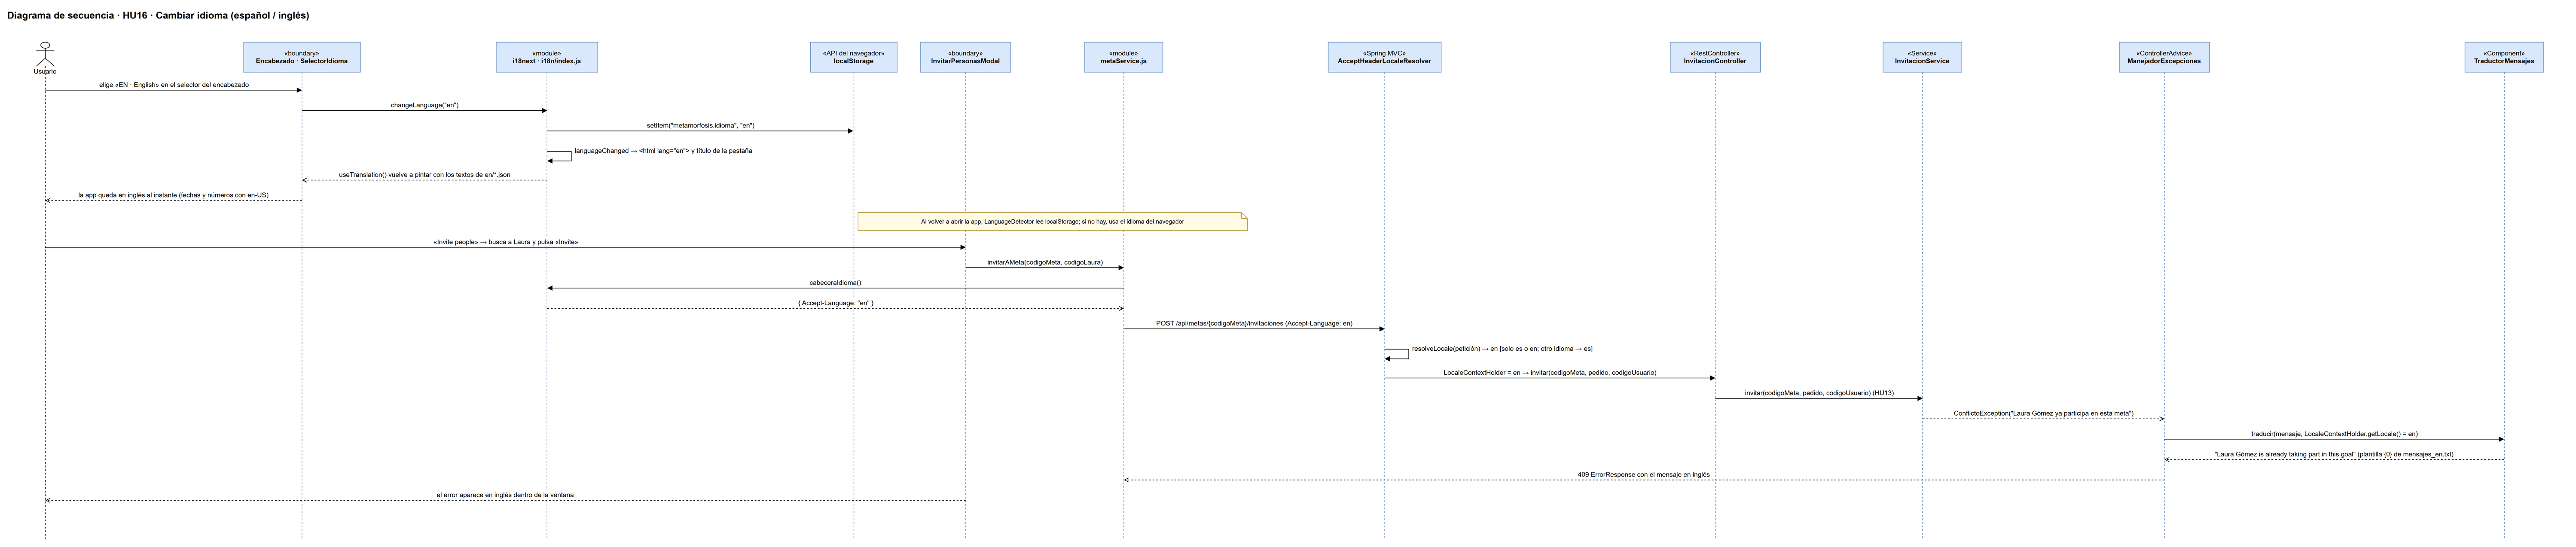 Diagrama de secuencia · HU16 · Cambiar idioma (español / inglés)
Usuario
«boundary»
Encabezado · SelectorIdioma
«module»
i18next · i18n/index.js
«API del navegador»
localStorage
«boundary»
InvitarPersonasModal
«module»
metaService.js
«Spring MVC»
AcceptHeaderLocaleResolver
«RestController»
InvitacionController
«Service»
InvitacionService
«ControllerAdvice»
ManejadorExcepciones
«Component»
TraductorMensajes
elige «EN · English» en el selector del encabezado
changeLanguage("en")
setItem("metamorfosis.idioma", "en")
languageChanged → <html lang="en"> y título de la pestaña
useTranslation() vuelve a pintar con los textos de en/*.json
la app queda en inglés al instante (fechas y números con en-US)
Al volver a abrir la app, LanguageDetector lee localStorage; si no hay, usa el idioma del navegador
«Invite people» → busca a Laura y pulsa «Invite»
invitarAMeta(codigoMeta, codigoLaura)
cabeceraIdioma()
{ Accept-Language: "en" }
POST /api/metas/{codigoMeta}/invitaciones (Accept-Language: en)
resolveLocale(petición) → en [solo es o en; otro idioma → es]
LocaleContextHolder = en → invitar(codigoMeta, pedido, codigoUsuario)
invitar(codigoMeta, pedido, codigoUsuario) (HU13)
ConflictoException("Laura Gómez ya participa en esta meta")
traducir(mensaje, LocaleContextHolder.getLocale() = en)
"Laura Gómez is already taking part in this goal" (plantilla {0} de mensajes_en.txt)
409 ErrorResponse con el mensaje en inglés
el error aparece en inglés dentro de la ventana